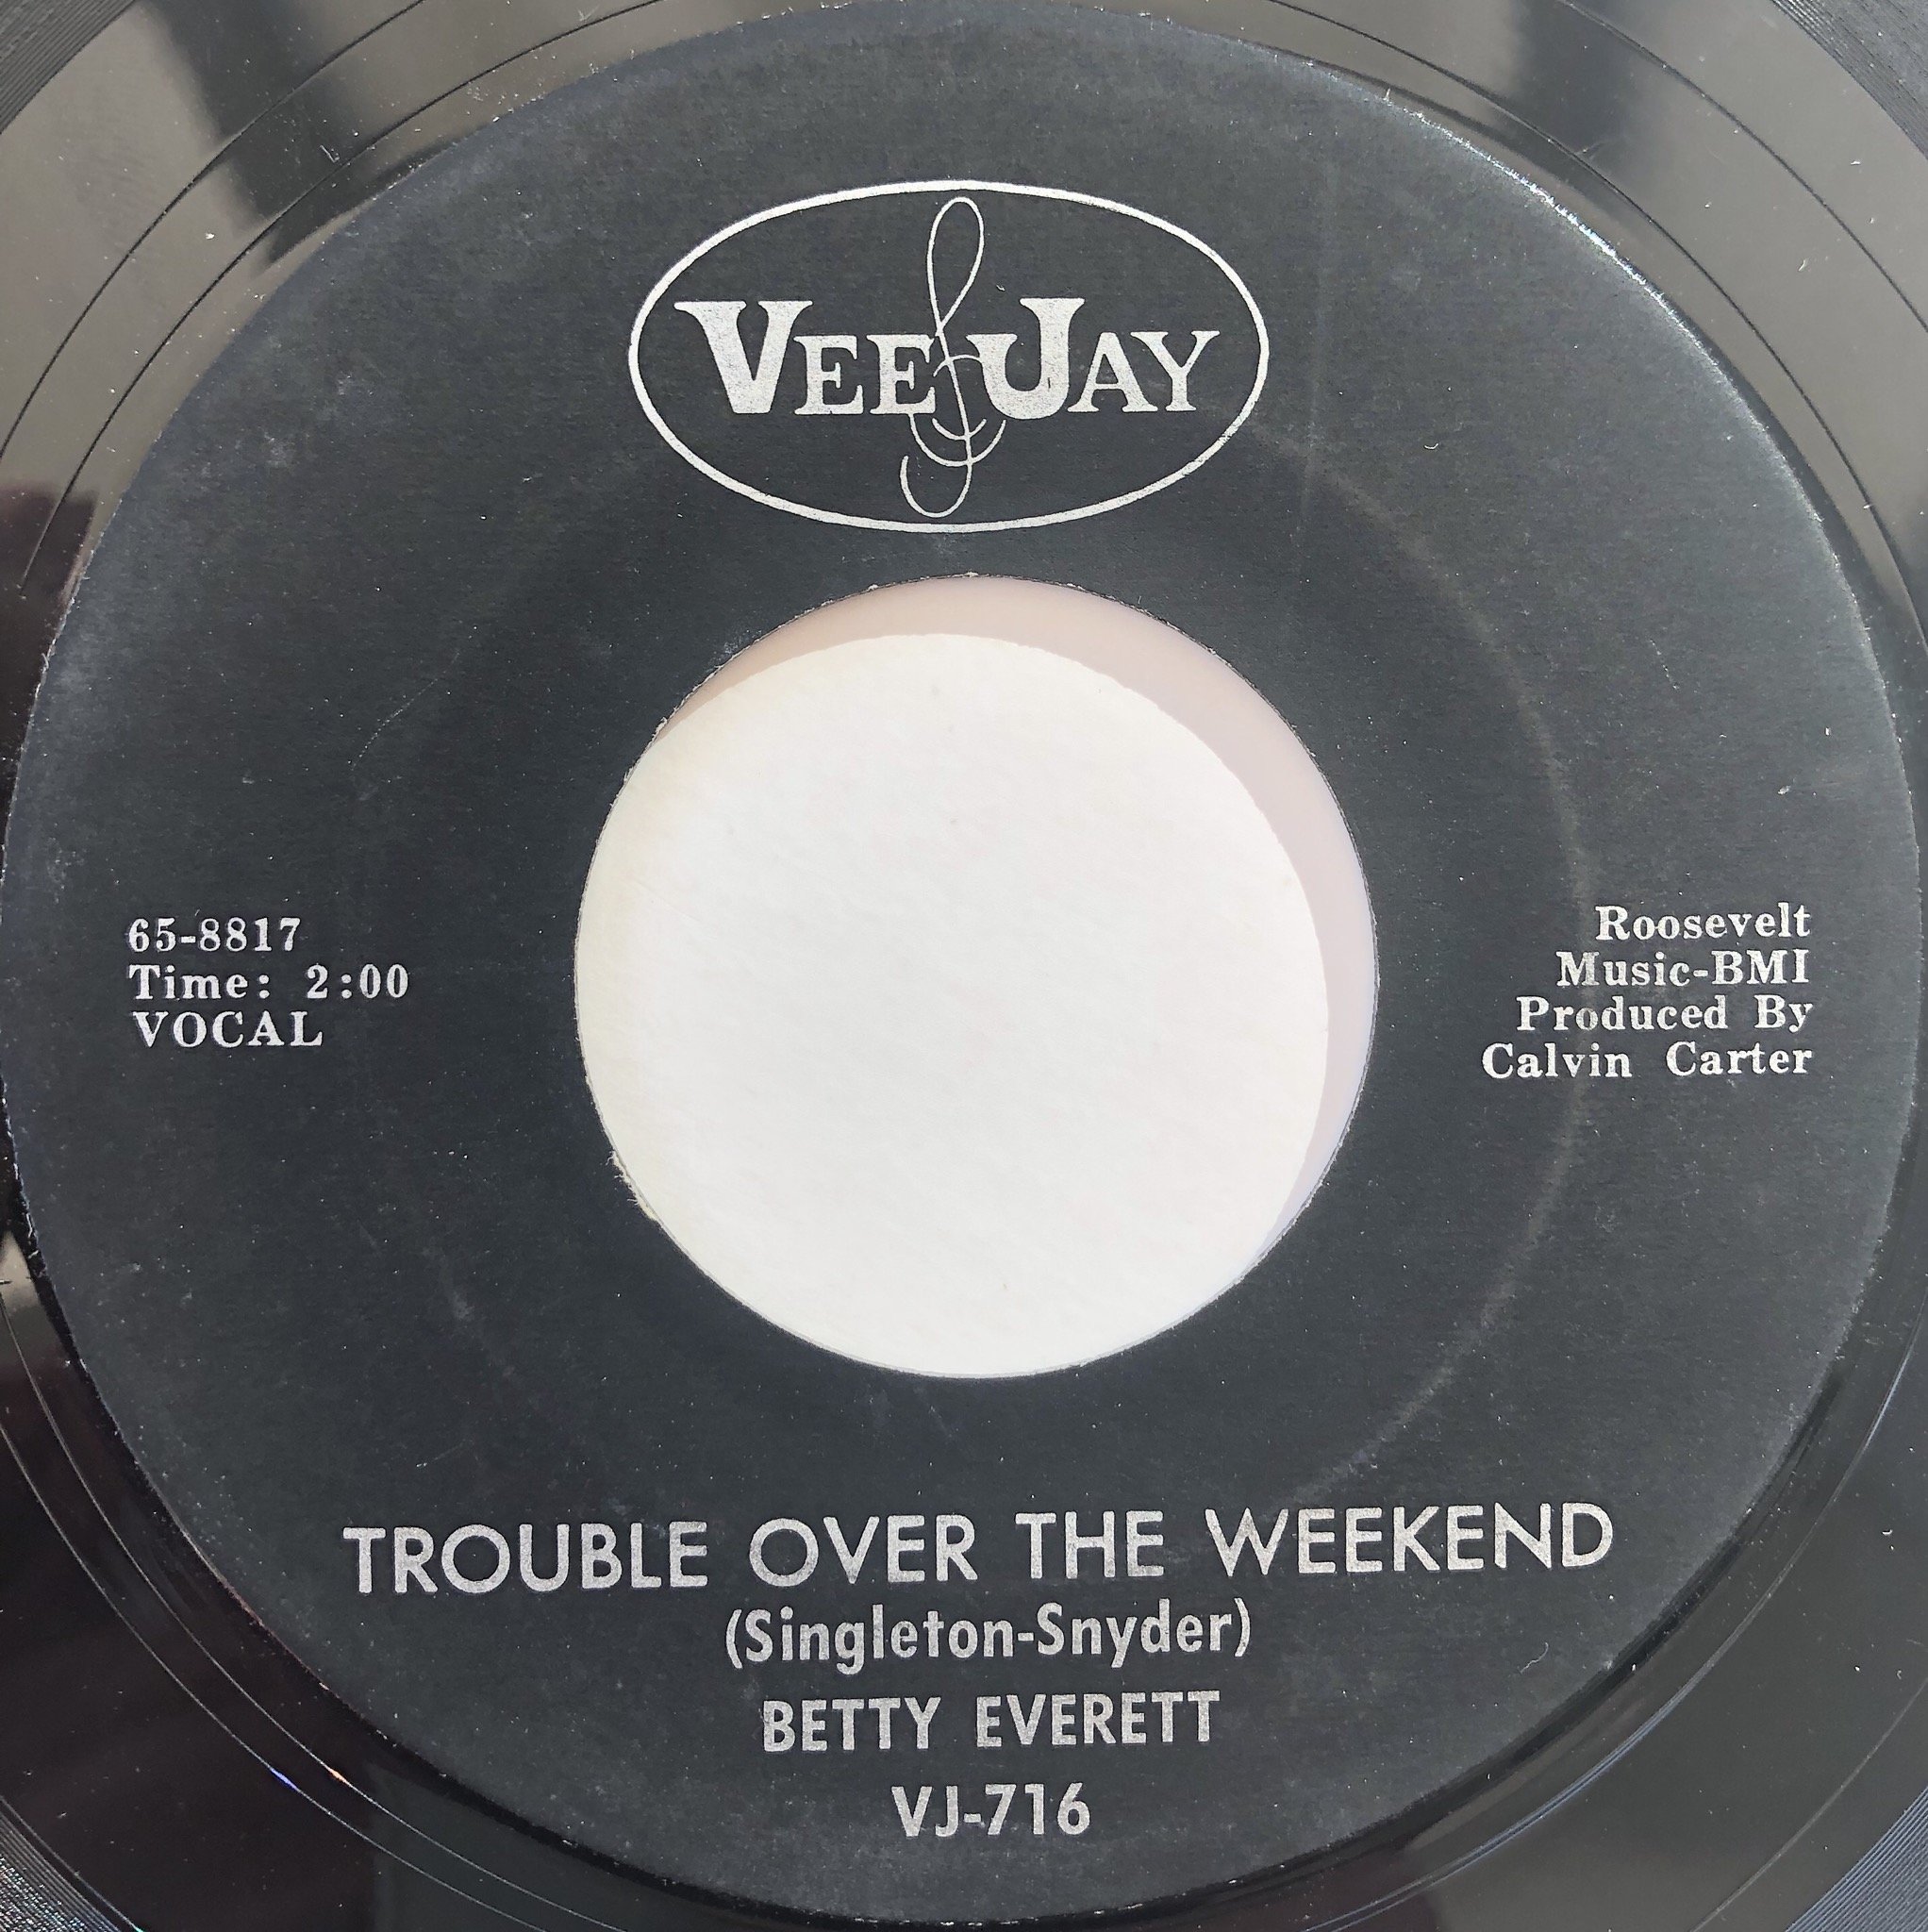 VEE JAY
65-8817
Time: 2:00
VOCAL
Roosevelt
Music-BMI
Produced By
Calvin Carter
TROUBLE OVER THE WEEKEND
(Singleton-Snyder)
BETTY EVERETT
VJ-716